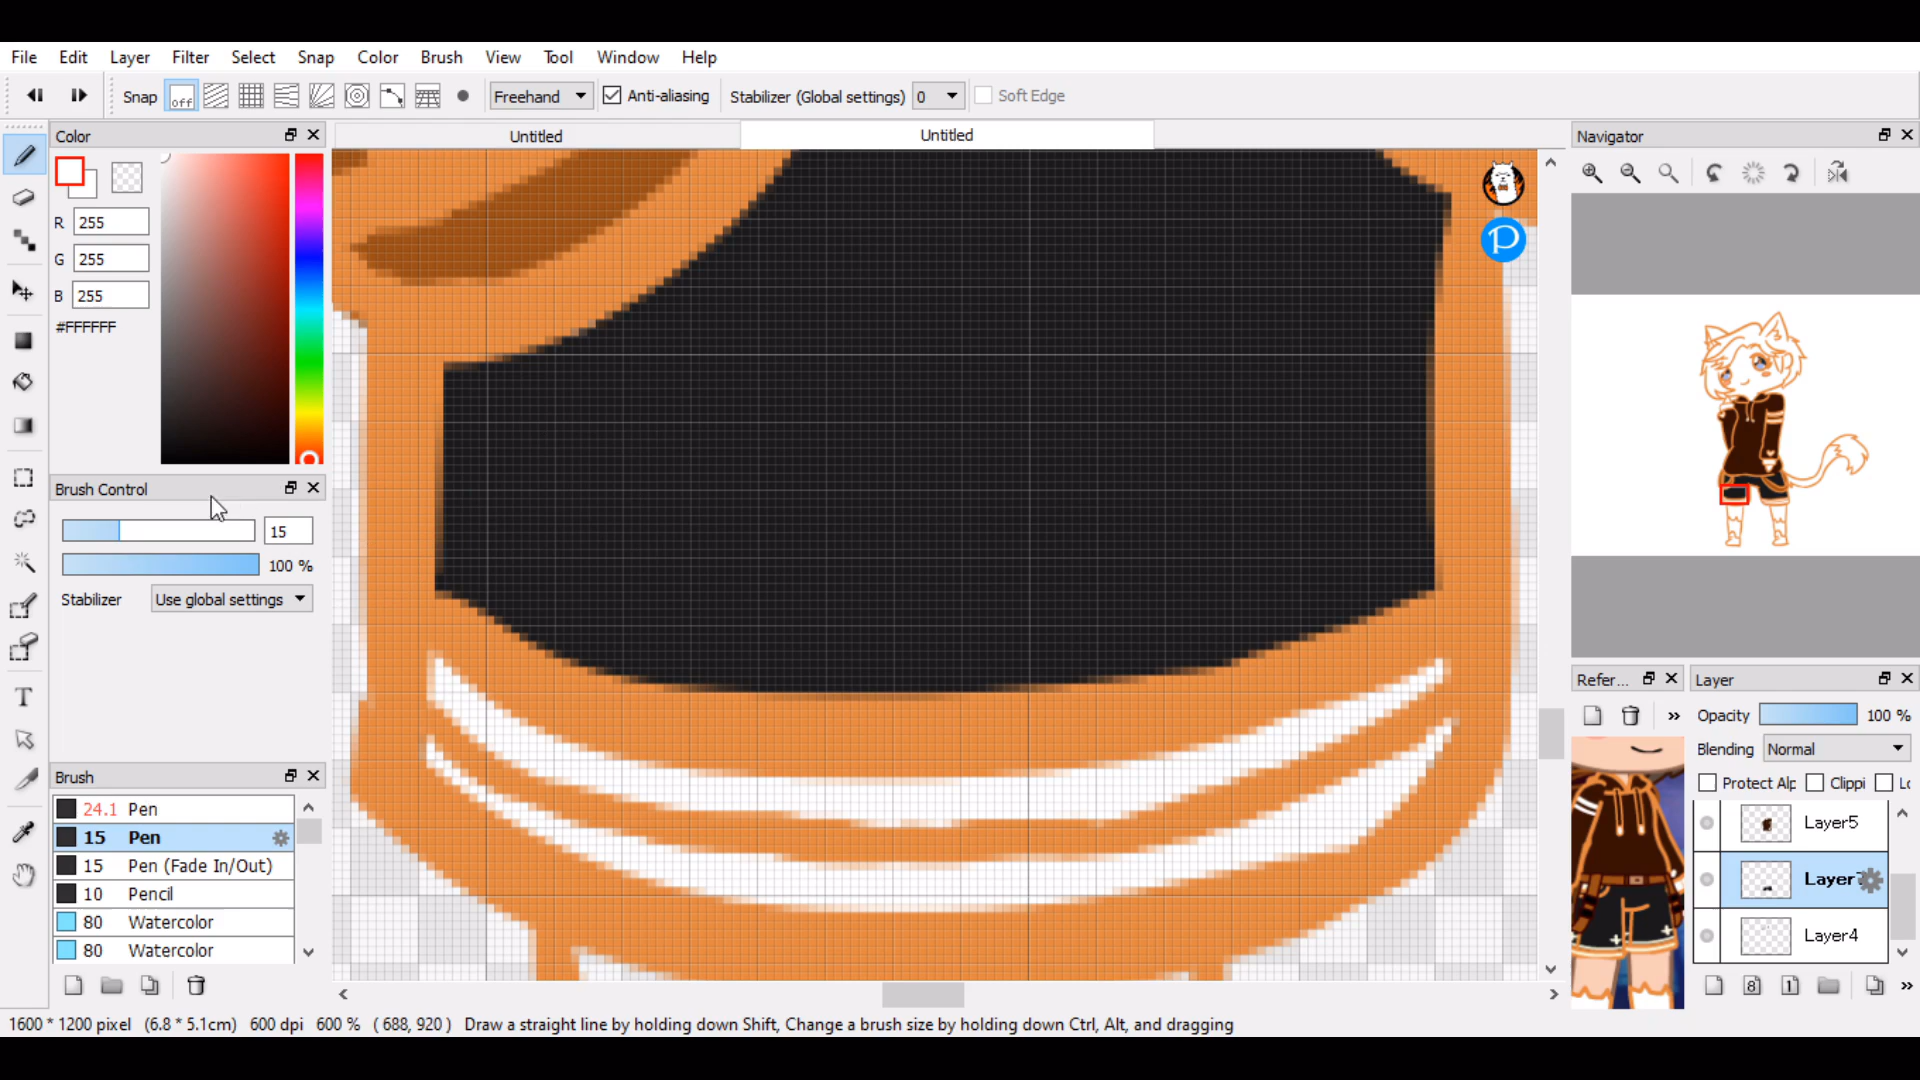 File Edit Layer Filter Select Snap Color Brush View Tool Window Help
Snap off Freehand Anti-aliasing Stabilizer (Global settings) 0 Soft Edge
Color
Untitled
Untitled
Navigator
R 255
G 255
B 255
#FFFFFF
Brush Control
15
100 %
Stabilizer Use global settings
Refer... Layer
Opacity 100 %
Blending Normal
Protect Alp Clippi Lo
Brush
24.1 Pen
15 Pen
15 Pen (Fade In/Out)
10 Pencil
80 Watercolor
80 Watercolor
Layer5
Layer
Layer4
8 1
1600 * 1200 pixel (6.8 * 5.1cm) 600 dpi 600 % ( 688, 920 ) Draw a straight line by holding down Shift, Change a brush size by holding down Ctrl, Alt, and dragging